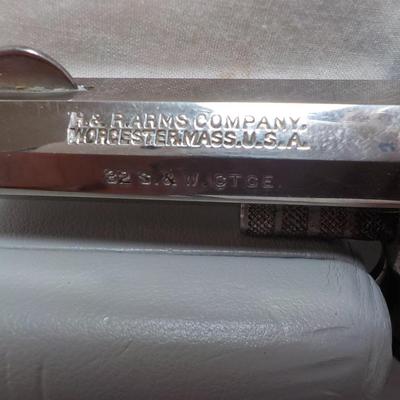 H. & R. ARMS COMPANY.
WORCESTER. MASS. U. S. A.
32 S. & W. CTGE.